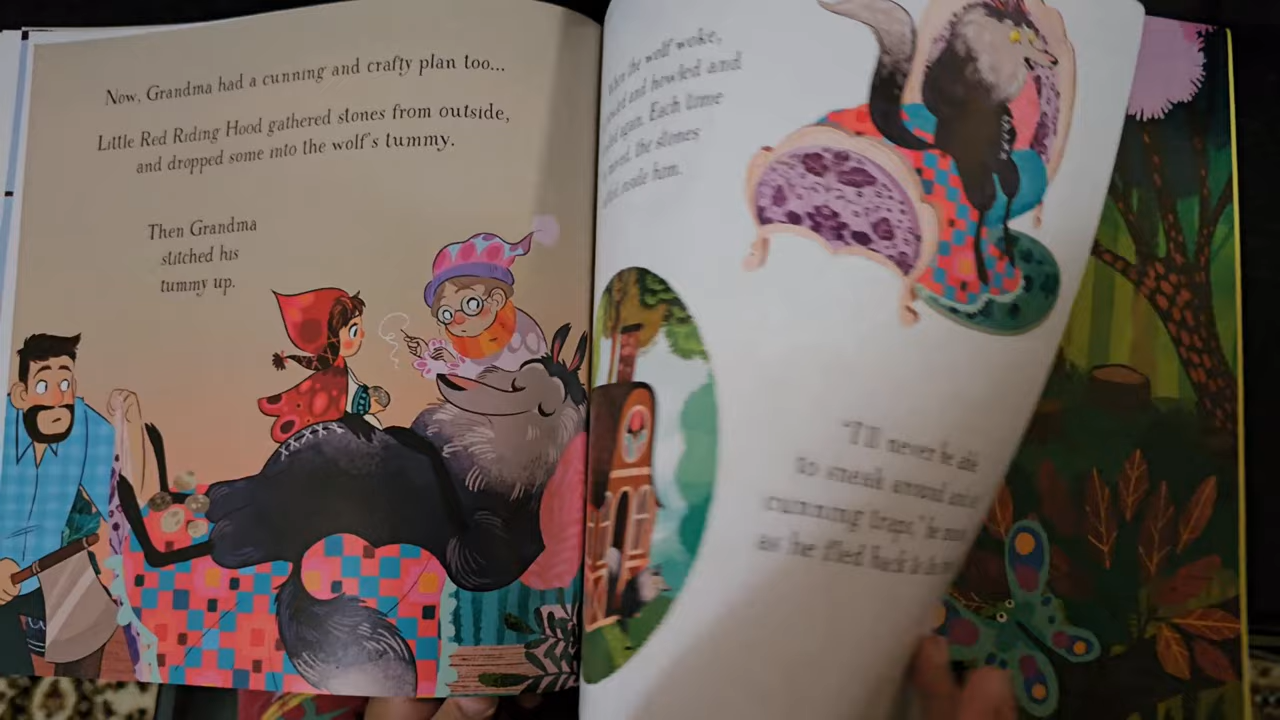 Now, Grandma had a cunning and crafty plan too...
Little Red Riding Hood gathered stones from outside,
and dropped some into the wolf's tummy.
Then Grandma
stitched his
tummy up.
the wolf woke,
and howled and
Each time
the stones
him.
"I'll never be able
to sneak around and
cunning traps," he
as he fled back